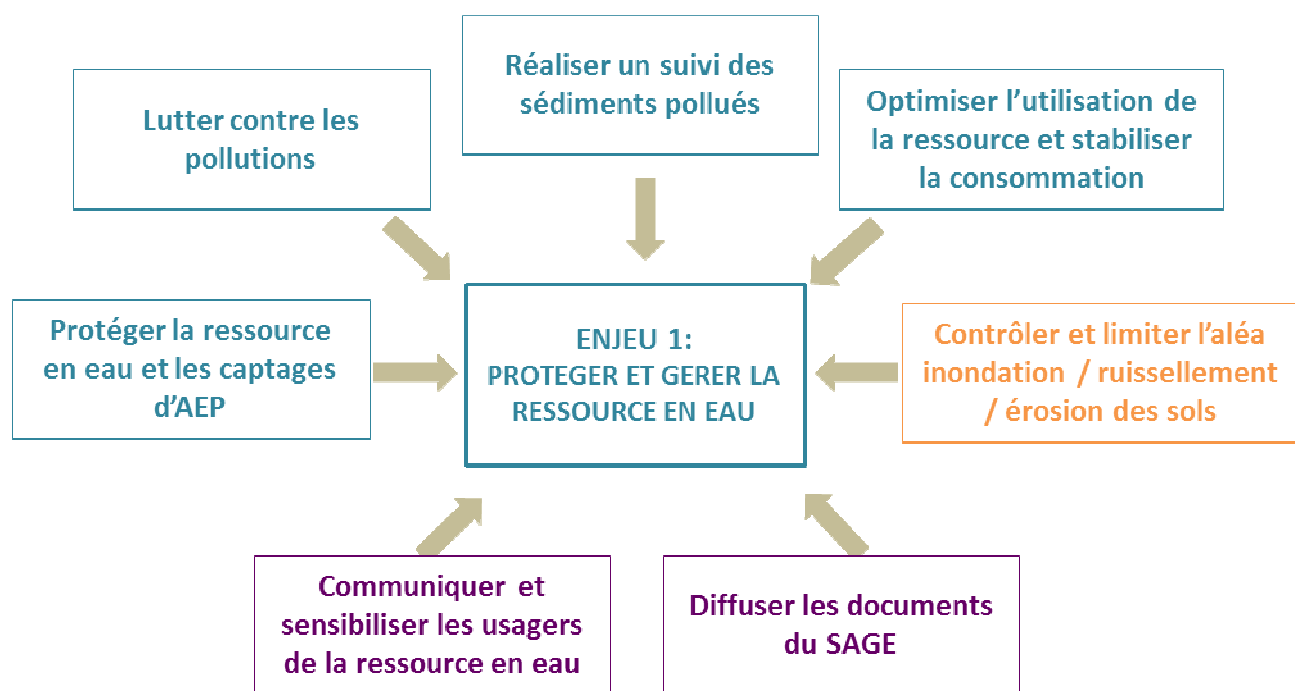 Réaliser un suivi des
sédiments pollués
Lutter contre les
pollutions
Optimiser l’utilisation de
la ressource et stabiliser
la consommation
Protéger la ressource
en eau et les captages
d’AEP
ENJEU 1:
PROTEGER ET GERER LA
RESSOURCE EN EAU
Contrôler et limiter l’aléa
inondation / ruissellement
/ érosion des sols
Communiquer et
sensibiliser les usagers
de la ressource en eau
Diffuser les documents
du SAGE